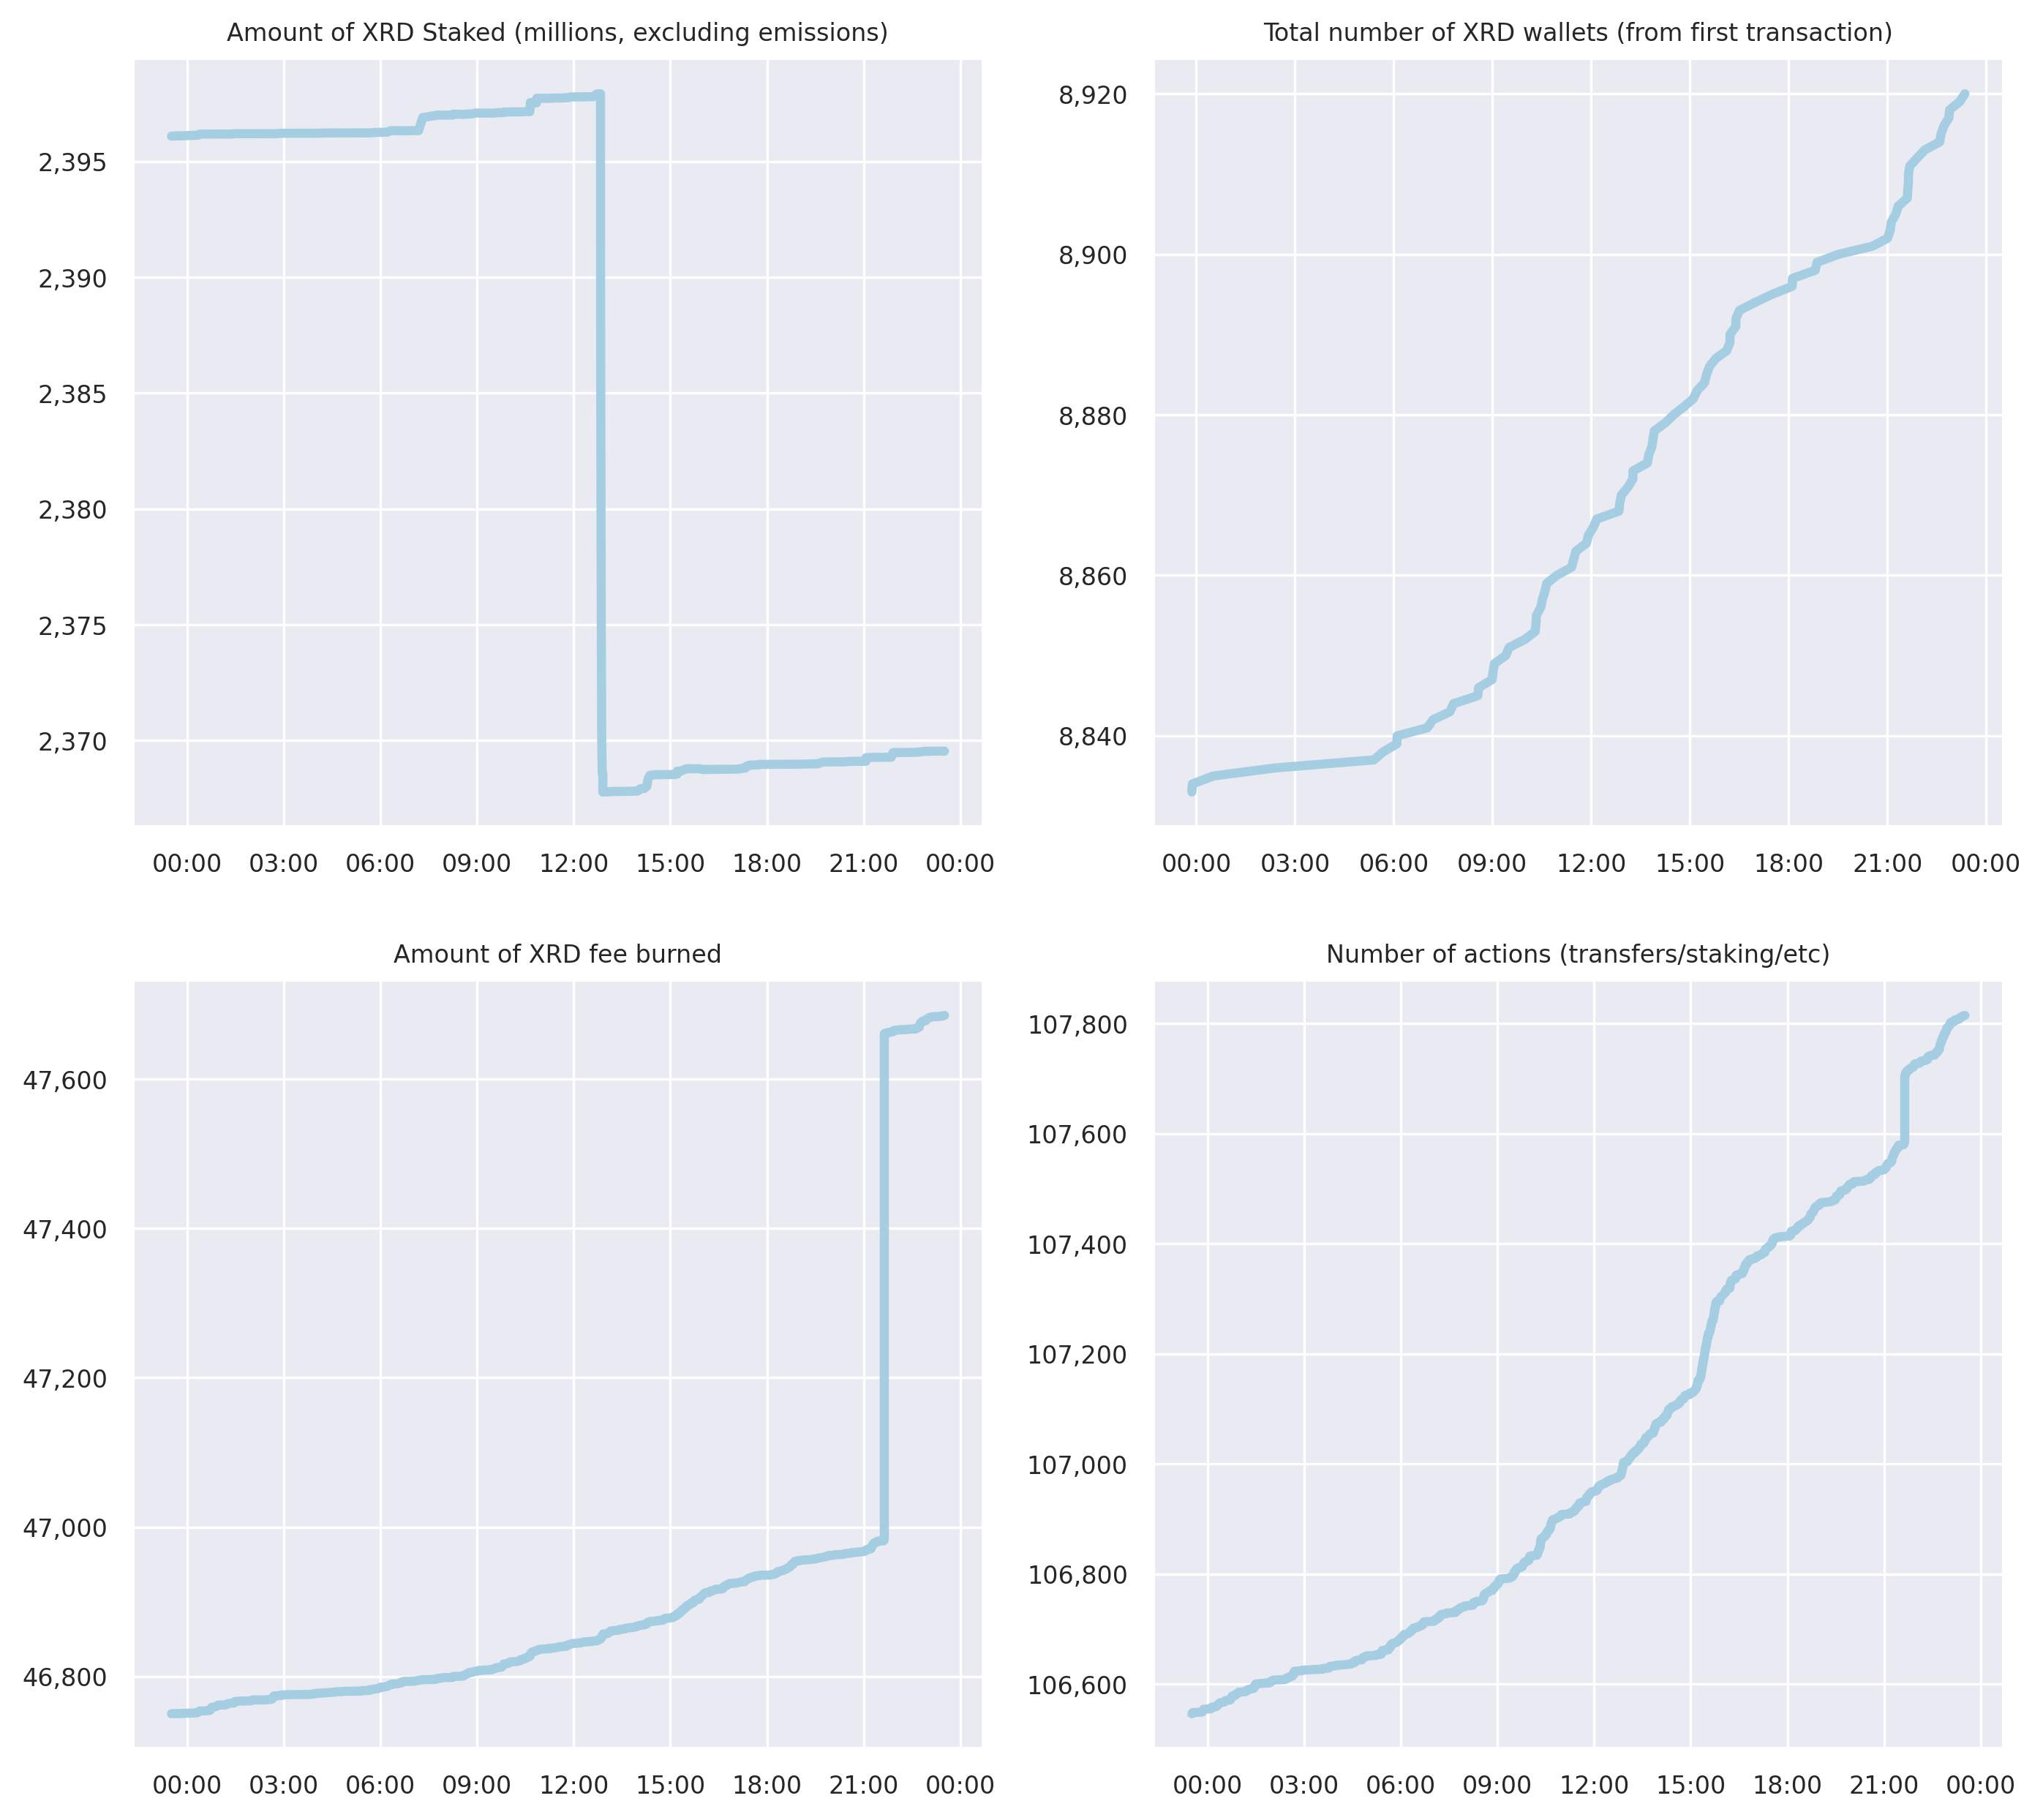 Amount of XRD Staked (millions, excluding emissions)
2,395
2,390
2,385
2,380
2,375
2,370
00:00 03:00 06:00 09:00 12:00 15:00 18:00 21:00 00:00
Total number of XRD wallets (from first transaction)
8,920
8,900
8,880
8,860
8,840
00:00 03:00 06:00 09:00 12:00 15:00 18:00 21:00 00:00
Amount of XRD fee burned
47,600
47,400
47,200
47,000
46,800
00:00 03:00 06:00 09:00 12:00 15:00 18:00 21:00 00:00
Number of actions (transfers/staking/etc)
107,800
107,600
107,400
107,200
107,000
106,800
106,600
00:00 03:00 06:00 09:00 12:00 15:00 18:00 21:00 00:00